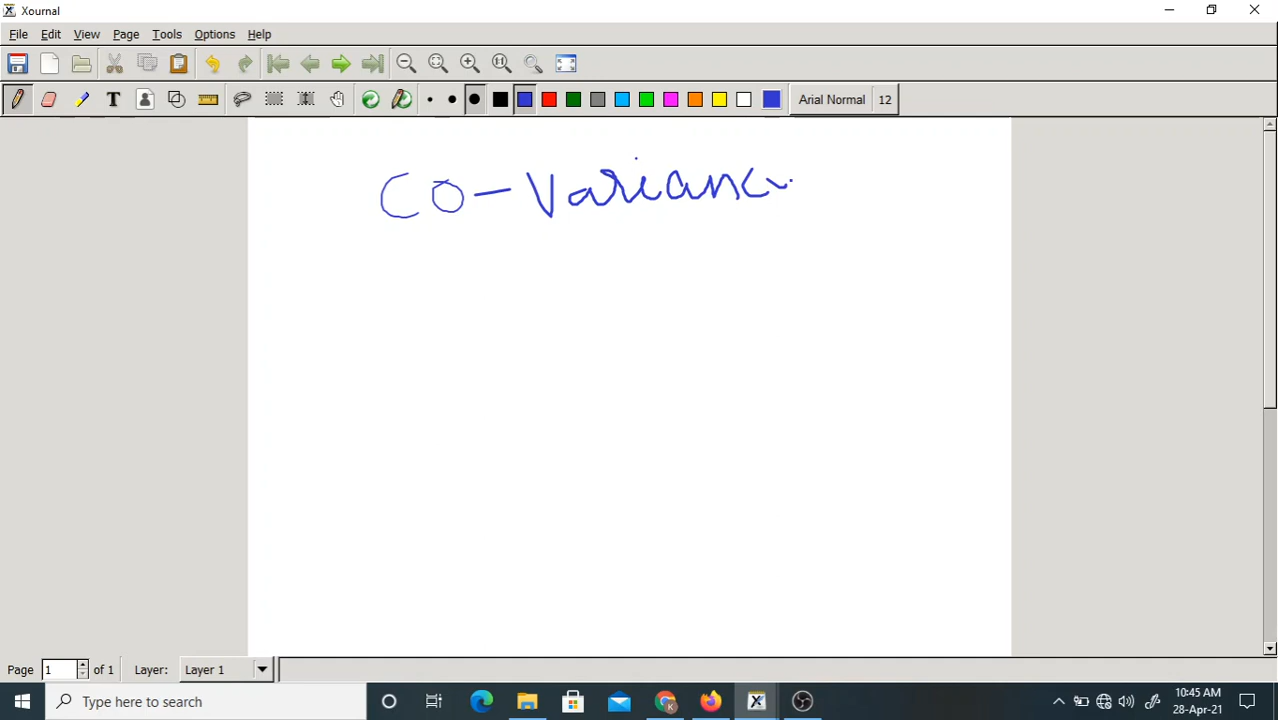 Xournal
File Edit View Page Tools Options Help
T Arial Normal 12
CO-Variance
Page 1 of 1 Layer: Layer 1
Type here to search
10:45 AM
28-Apr-21